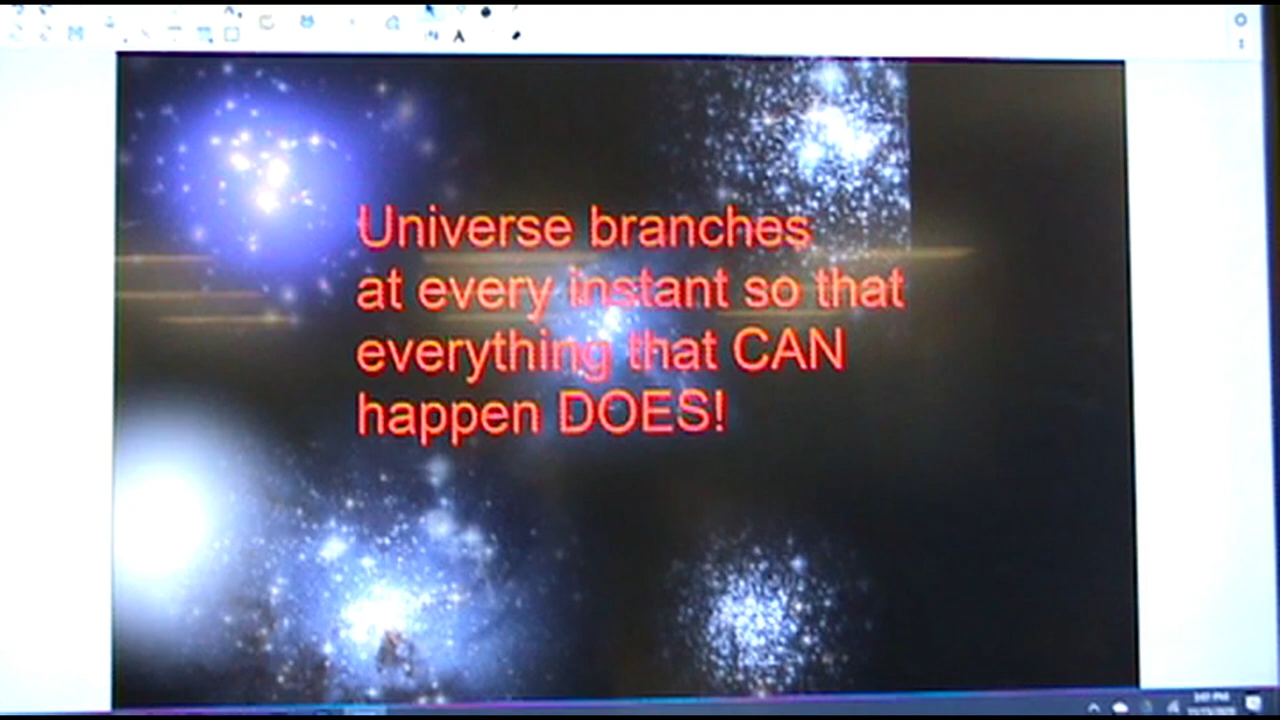 Universe branches
at every instant so that
everything that CAN
happen DOES!